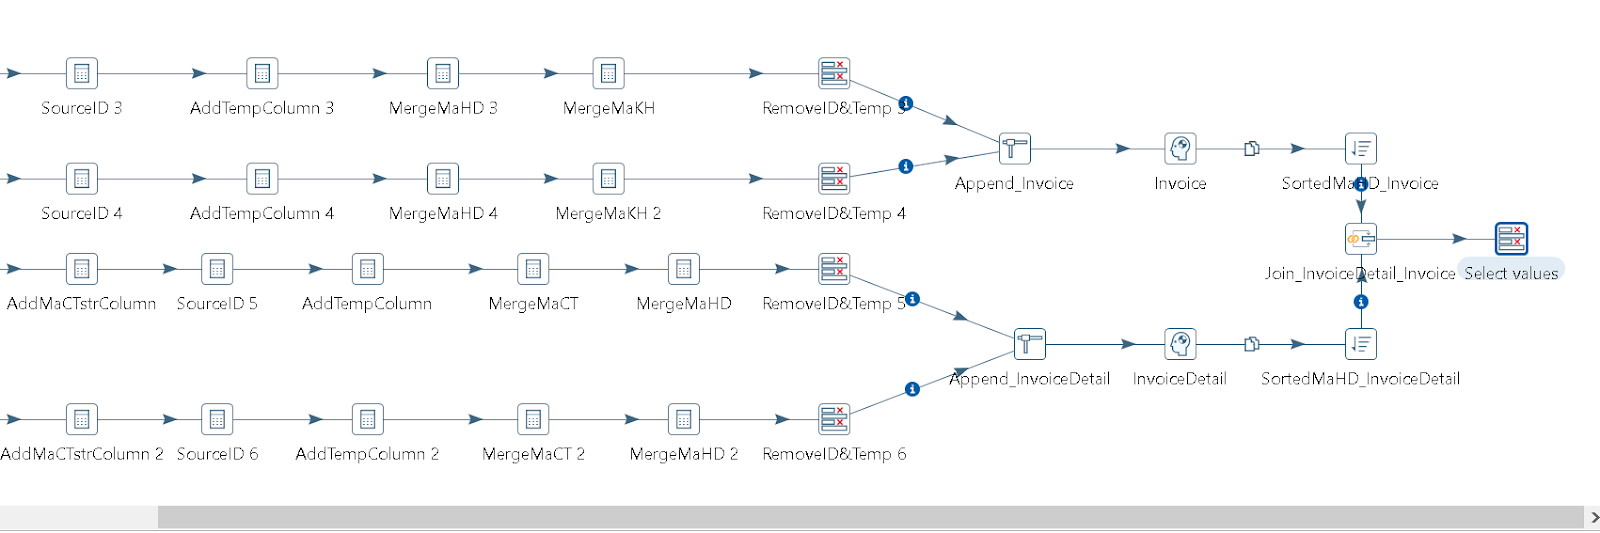 SourceID 3
AddTempColumn 3
MergeMaHD 3
MergeMaKH
RemoveID&Temp 3
Append_Invoice
Invoice
SortedMaHD_Invoice
SourceID 4
AddTempColumn 4
MergeMaHD 4
MergeMaKH 2
RemoveID&Temp 4
Join_InvoiceDetail_Invoice
Select values
AddMaCTstrColumn
SourceID 5
AddTempColumn
MergeMaCT
MergeMaHD
RemoveID&Temp 5
Append_InvoiceDetail
InvoiceDetail
SortedMaHD_InvoiceDetail
AddMaCTstrColumn 2
SourceID 6
AddTempColumn 2
MergeMaCT 2
MergeMaHD 2
RemoveID&Temp 6